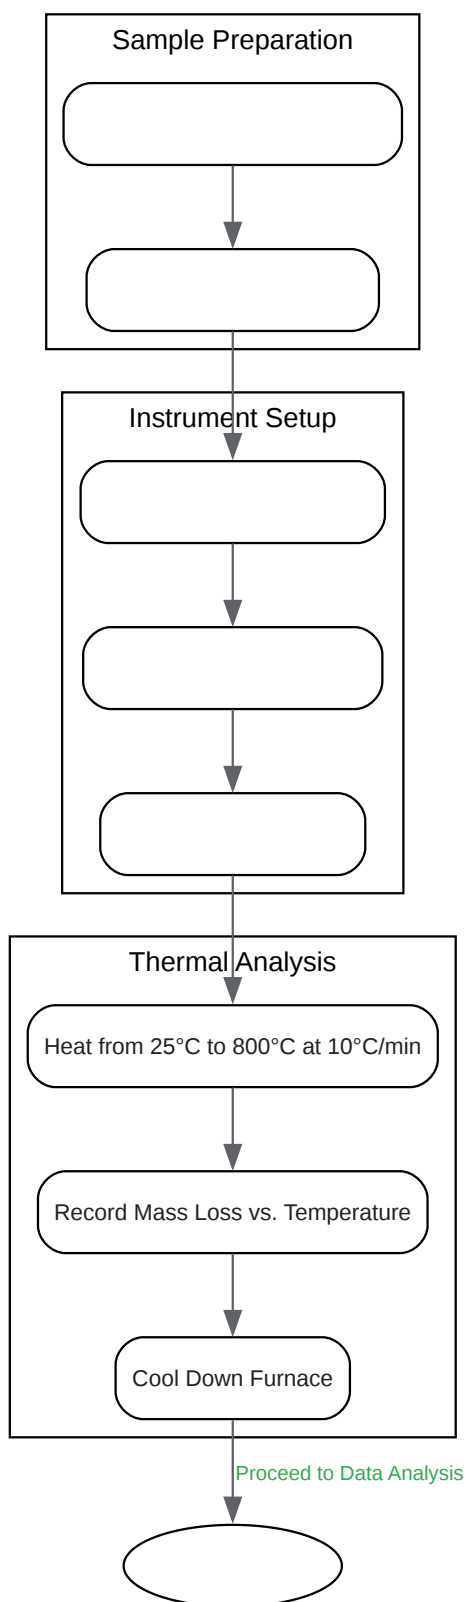 Sample Preparation
Instrument Setup
Thermal Analysis
Heat from 25°C to 800°C at 10°C/min
Record Mass Loss vs. Temperature
Cool Down Furnace
Proceed to Data Analysis